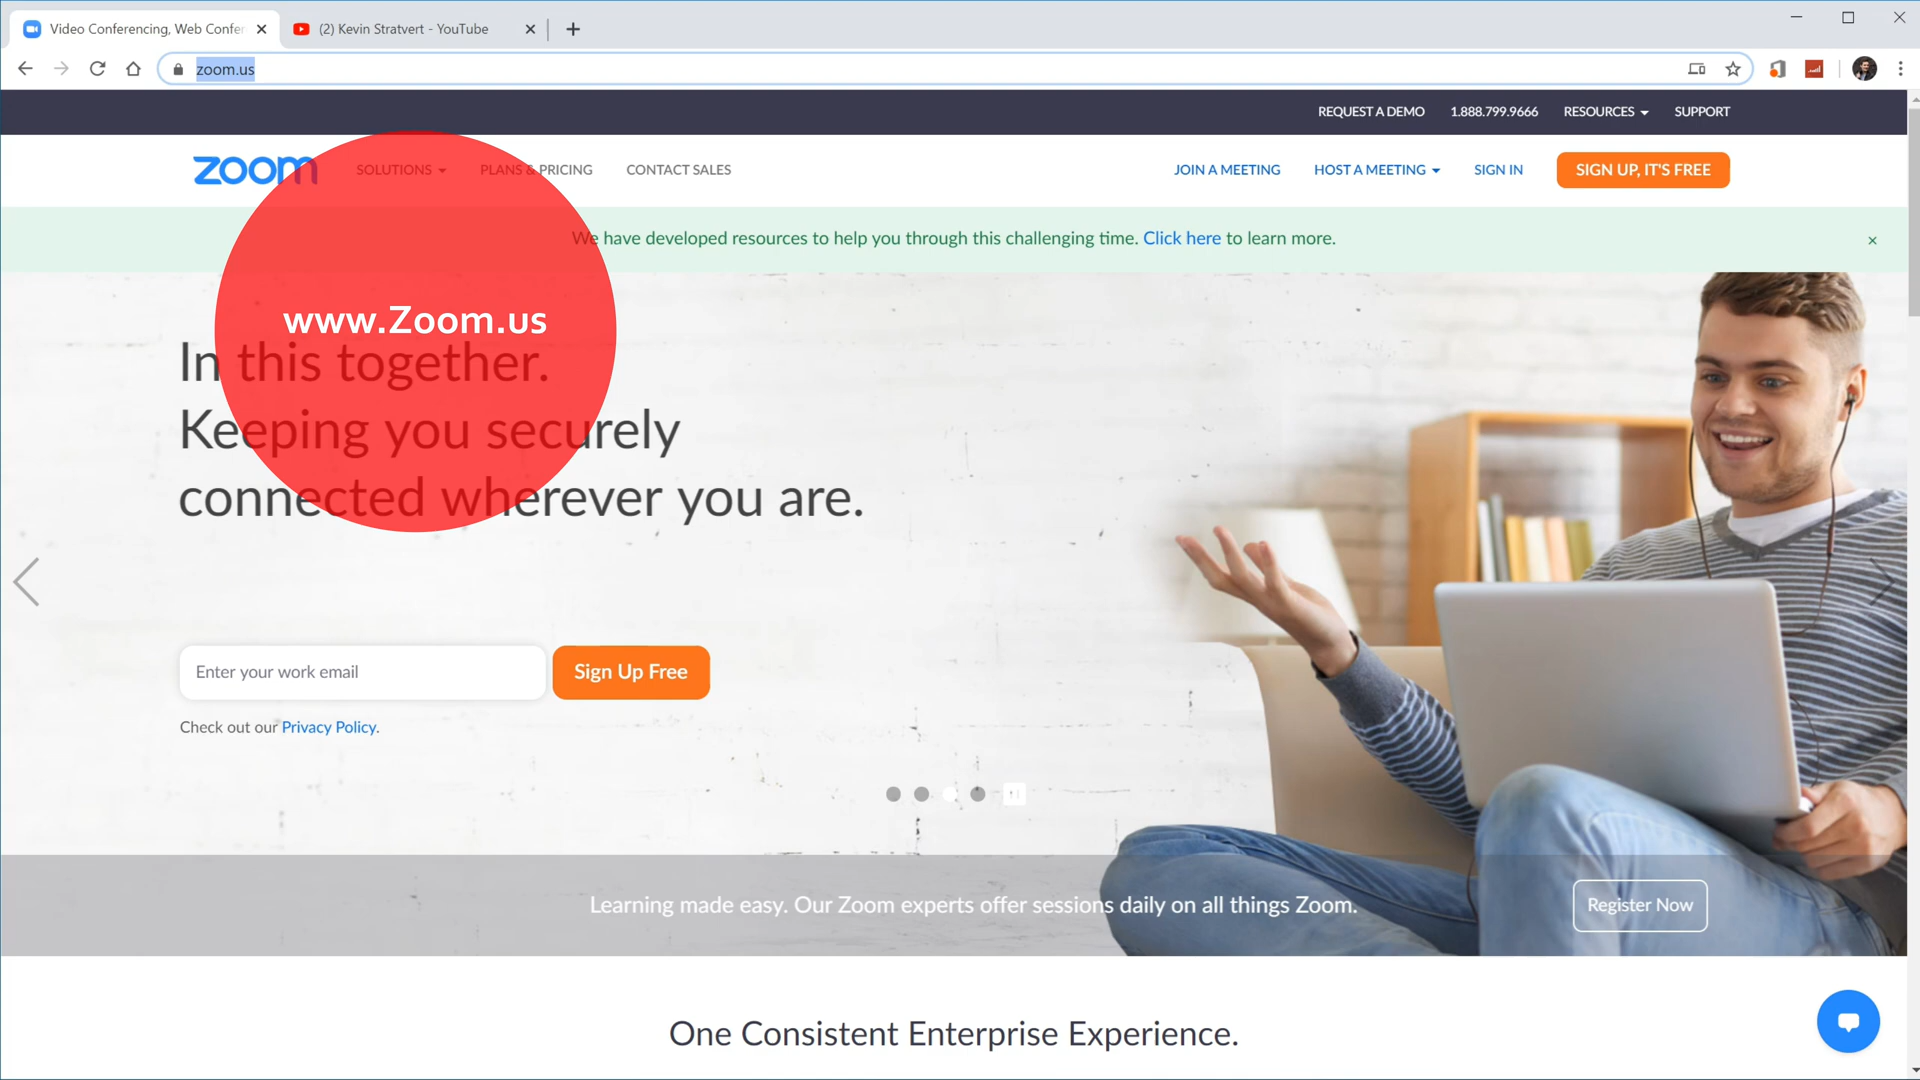 Video Conferencing, Web Confer
(2) Kevin Stratvert - YouTube
zoom.us
REQUEST A DEMO
1.888.799.9666
RESOURCES
SUPPORT
zoom
SOLUTIONS
PLANS & PRICING
CONTACT SALES
JOIN A MEETING
HOST A MEETING
SIGN IN
SIGN UP, IT'S FREE
We have developed resources to help you through this challenging time. Click here to learn more.
www.Zoom.us
In this together.
Keeping you securely
connected wherever you are.
Enter your work email
Sign Up Free
Check out our Privacy Policy.
Learning made easy. Our Zoom experts offer sessions daily on all things Zoom.
Register Now
One Consistent Enterprise Experience.